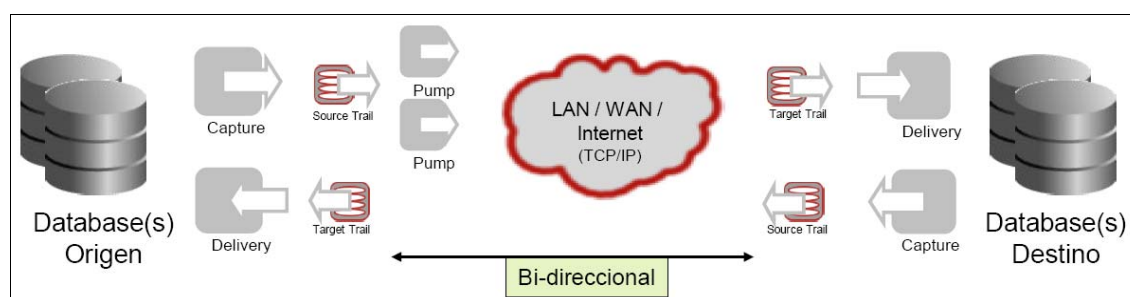 Capture
Source Trail
Pump
Pump
LAN / WAN /
Internet
(TCP/IP)
Target Trail
Delivery
Database(s)
Origen
Delivery
Target Trail
Source Trail
Capture
Database(s)
Destino
Bi-direccional